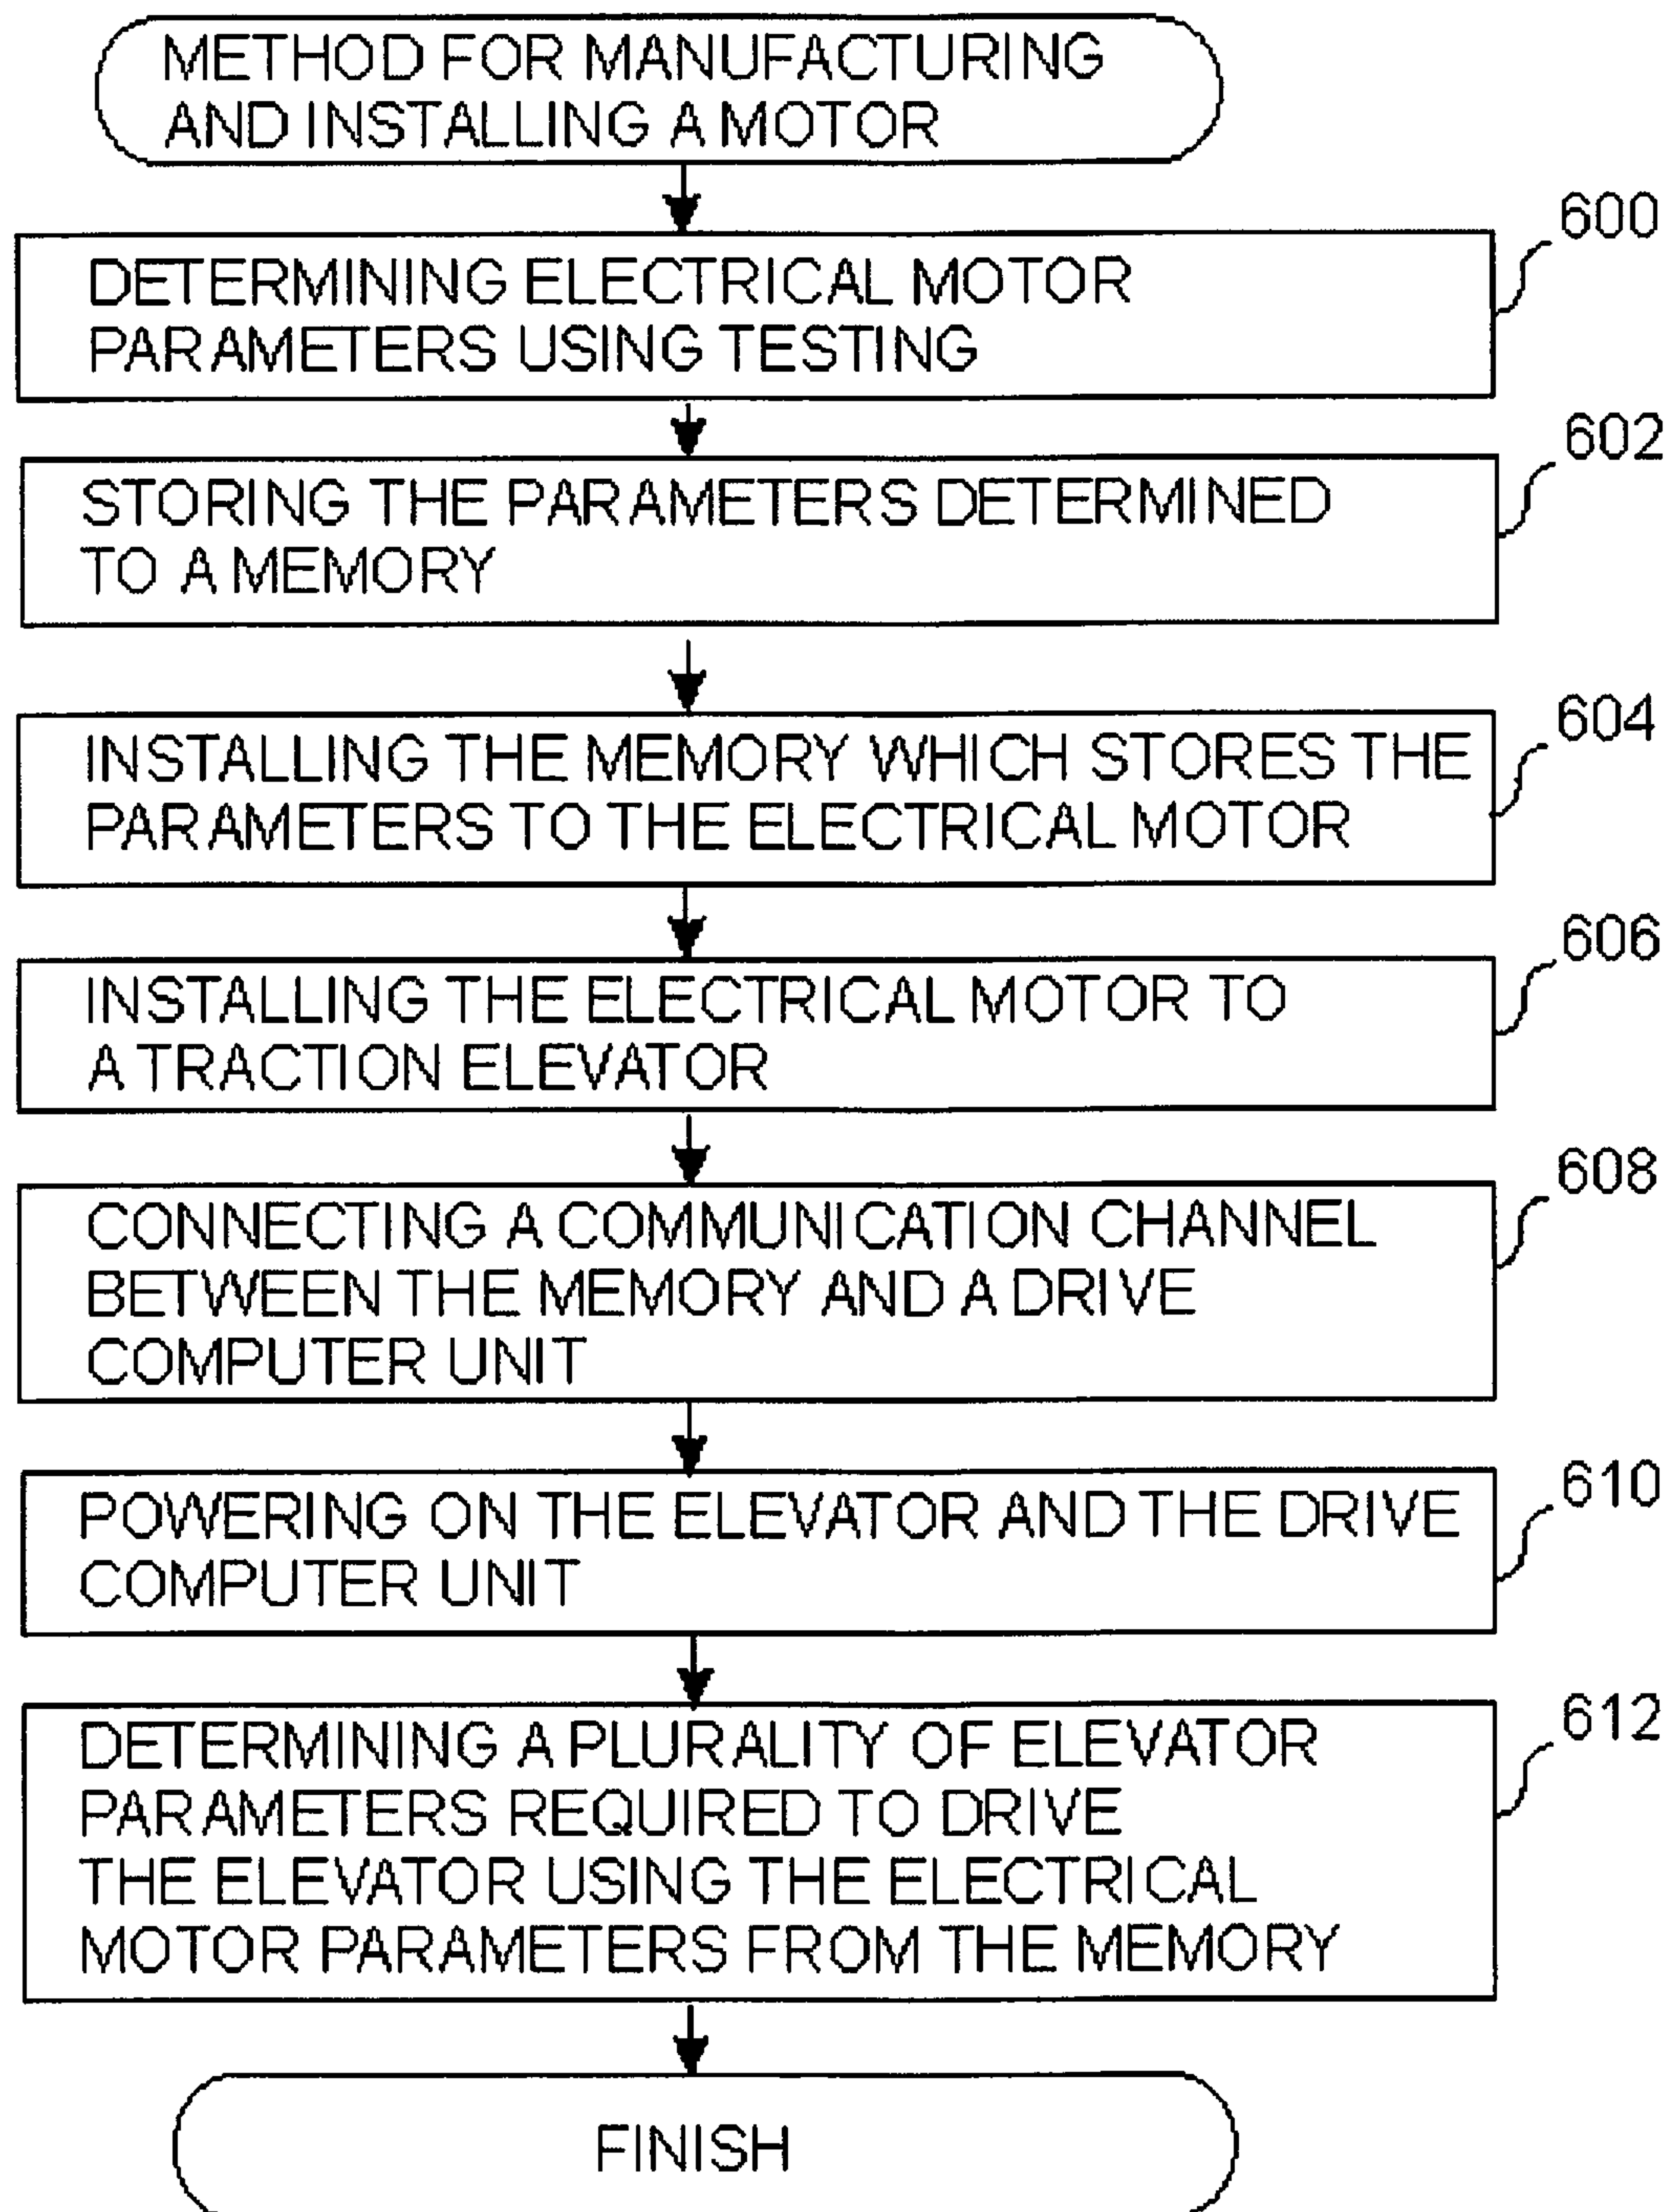 METHOD FOR MANUFACTURING
AND INSTALLING A MOTOR
600
DETERMINING ELECTRICAL MOTOR
PARAMETERS USING TESTING
602
STORING THE PARAMETERS DETERMINED
TO A MEMORY
604
INSTALLING THE MEMORY WHICH STORES THE
PARAMETERS TO THE ELECTRICAL MOTOR
606
INSTALLING THE ELECTRICAL MOTOR TO
A TRACTION ELEVATOR
608
CONNECTING A COMMUNICATION CHANNEL
BETWEEN THE MEMORY AND A DRIVE
COMPUTER UNIT
610
POWERING ON THE ELEVATOR AND THE DRIVE
COMPUTER UNIT
612
DETERMINING A PLURALITY OF ELEVATOR
PARAMETERS REQUIRED TO DRIVE
THE ELEVATOR USING THE ELECTRICAL
MOTOR PARAMETERS FROM THE MEMORY
FINISH